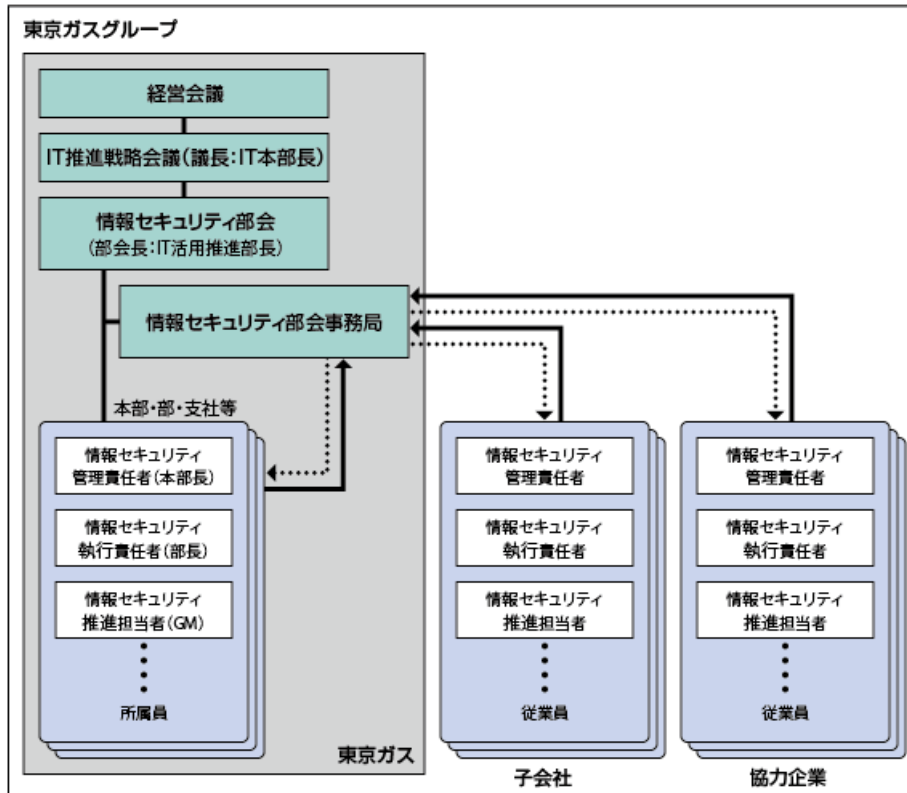 東京ガスグループ
経営会議
IT推進戦略会議(議長:IT本部長)
情報セキュリティ部会
(部会長:IT活用推進部長)
情報セキュリティ部会事務局
本部・部・支社等
情報セキュリティ
管理責任者(本部長)
情報セキュリティ
執行責任者(部長)
情報セキュリティ
推進担当者(GM)
所属員
東京ガス
情報セキュリティ
管理責任者
情報セキュリティ
執行責任者
情報セキュリティ
推進担当者
従業員
子会社
情報セキュリティ
管理責任者
情報セキュリティ
執行責任者
情報セキュリティ
推進担当者
従業員
協力企業